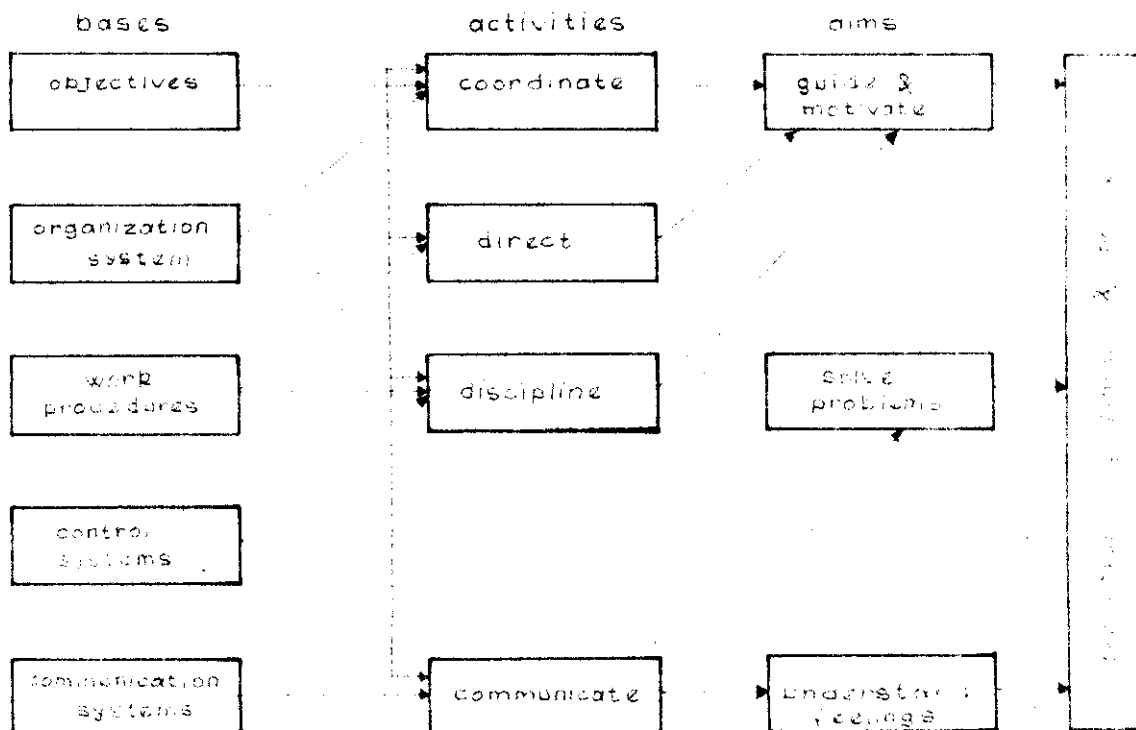 bases
activities
aims
objectives
coordinate
guide &
motivate
organization
system
direct
work
procedures
discipline
solve
problems
control
systems
communication
systems
communicate
understand
feelings
&